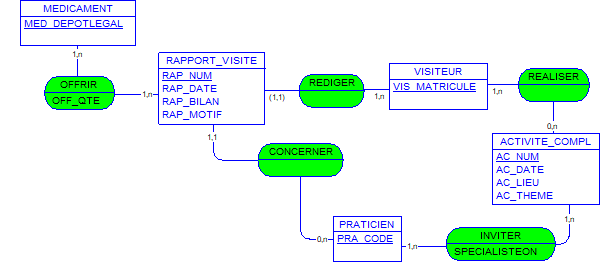 MEDICAMENT
MED_DEPOTLEGAL
1,n
OFFRIR
OFF_QTE
1,n
RAPPORT_VISITE
RAP_NUM
RAP_DATE
RAP_BILAN
RAP_MOTIF
(1,1)
REDIGER
1,n
VISITEUR
VIS_MATRICULE
1,n
REALISER
0,n
ACTIVITE_COMPL
AC_NUM
AC_DATE
AC_LIEU
AC_THEME
1,n
1,1
CONCERNER
0,n
PRATICIEN
PRA_CODE
1,n
INVITER
SPECIALISTEON